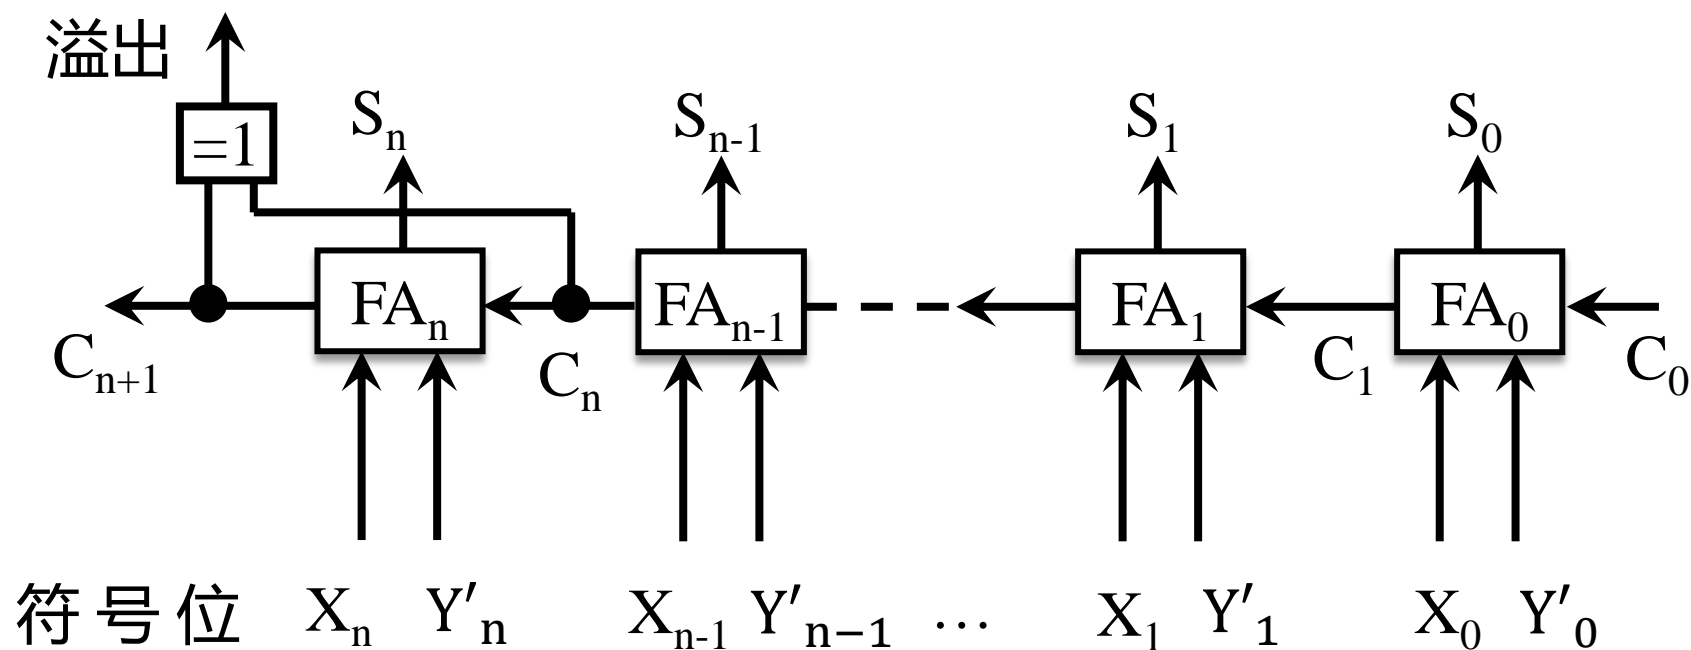 溢出
=1
Sₙ Sₙ₋₁ S₁ S₀
FAₙ FAₙ₋₁ FA₁ FA₀
Cₙ₊₁ Cₙ C₁ C₀
符号位 Xₙ Y′ₙ Xₙ₋₁ Y′ₙ₋₁ … X₁ Y′₁ X₀ Y′₀